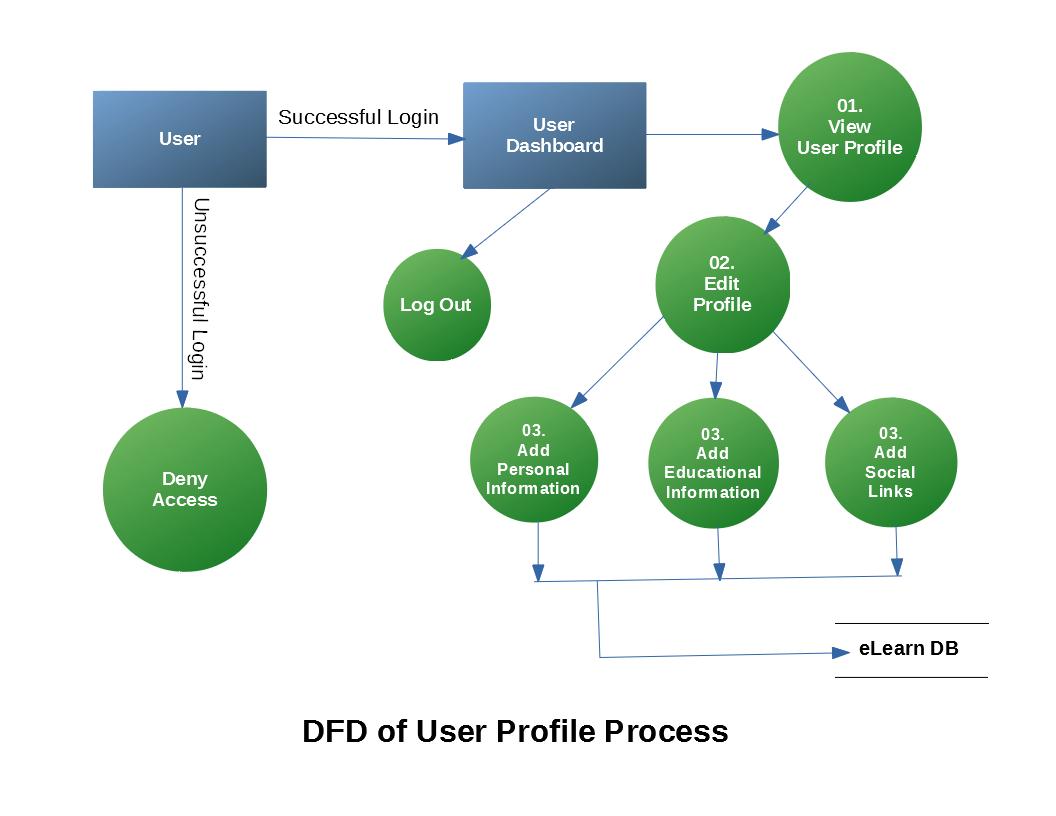 User
Successful Login
User
Dashboard
01.
View
User Profile
Unsuccessful Login
02.
Edit
Profile
Log Out
Deny
Access
03.
Add
Personal
Information
03.
Add
Educational
Information
03.
Add
Social
Links
eLearn DB
DFD of User Profile Process